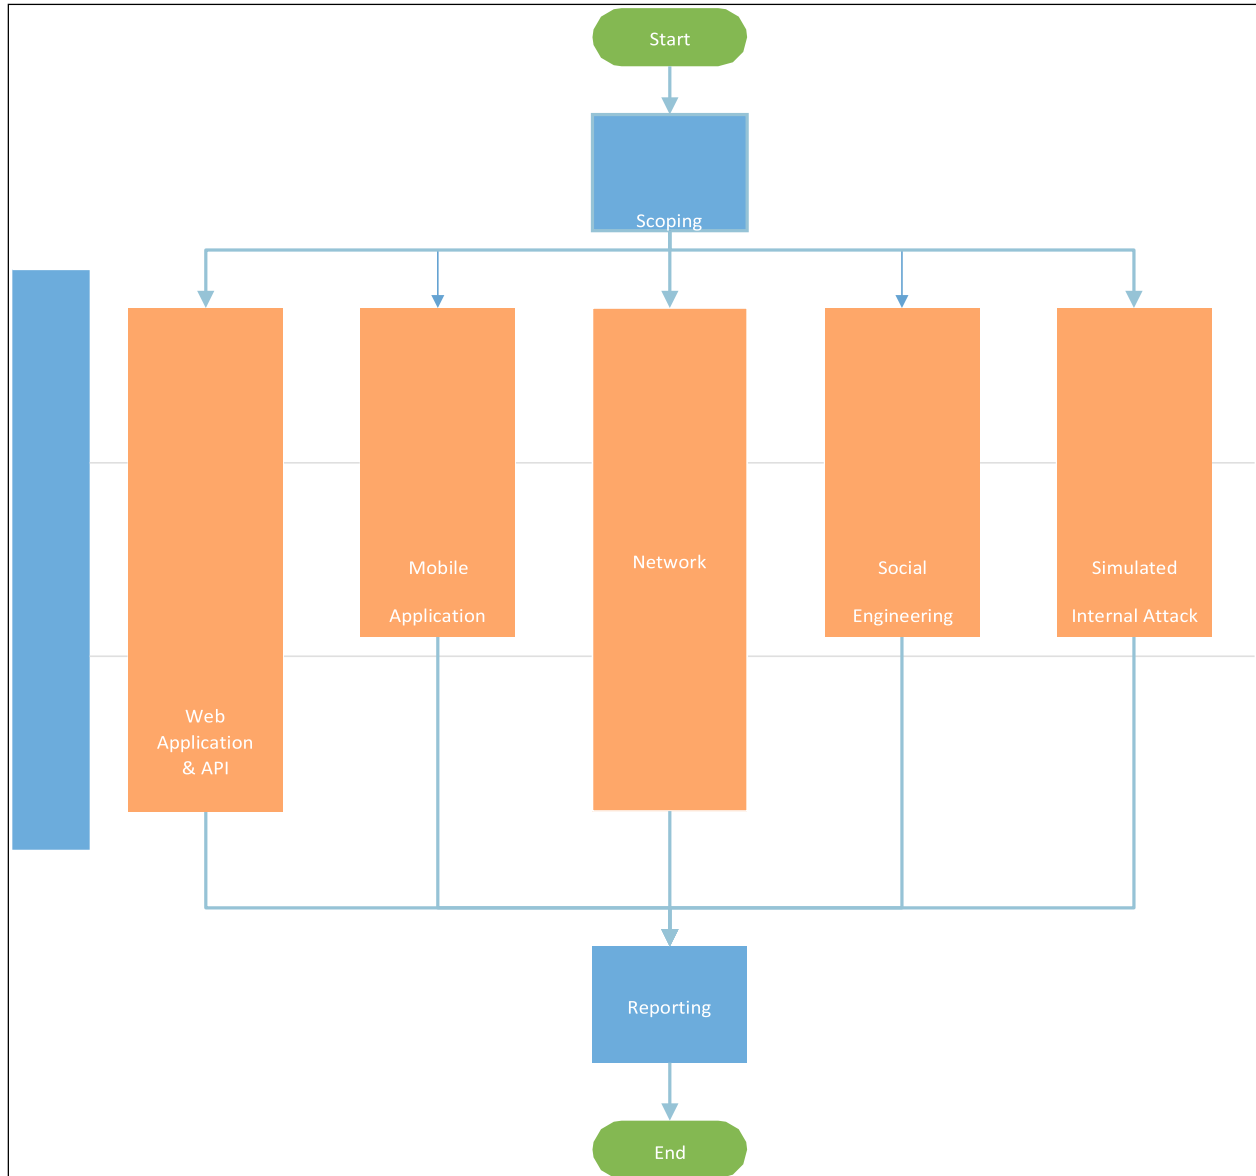 Start
Scoping
Web
Application
& API
Mobile
Application
Network
Social
Engineering
Simulated
Internal Attack
Reporting
End